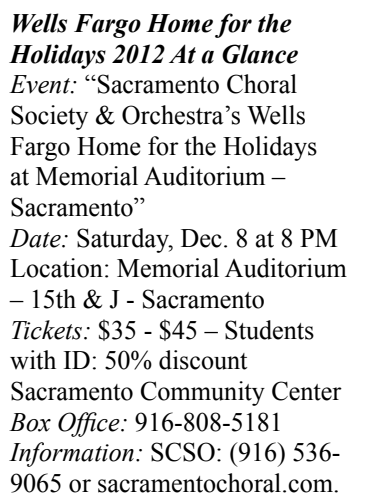 Wells Fargo Home for the
Holidays 2012 At a Glance
Event: “Sacramento Choral
Society & Orchestra’s Wells
Fargo Home for the Holidays
at Memorial Auditorium –
Sacramento”
Date: Saturday, Dec. 8 at 8 PM
Location: Memorial Auditorium
– 15th & J - Sacramento
Tickets: $35 - $45 – Students
with ID: 50% discount
Sacramento Community Center
Box Office: 916-808-5181
Information: SCSO: (916) 536-
9065 or sacramentochoral.com.